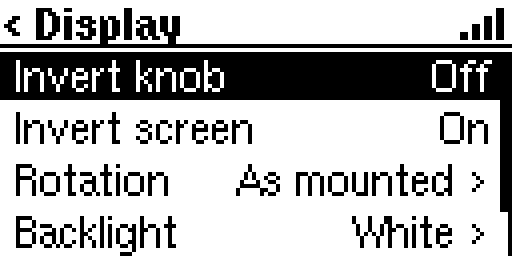 < Display
Invert knob Off
Invert screen On
Rotation As mounted >
Backlight White >